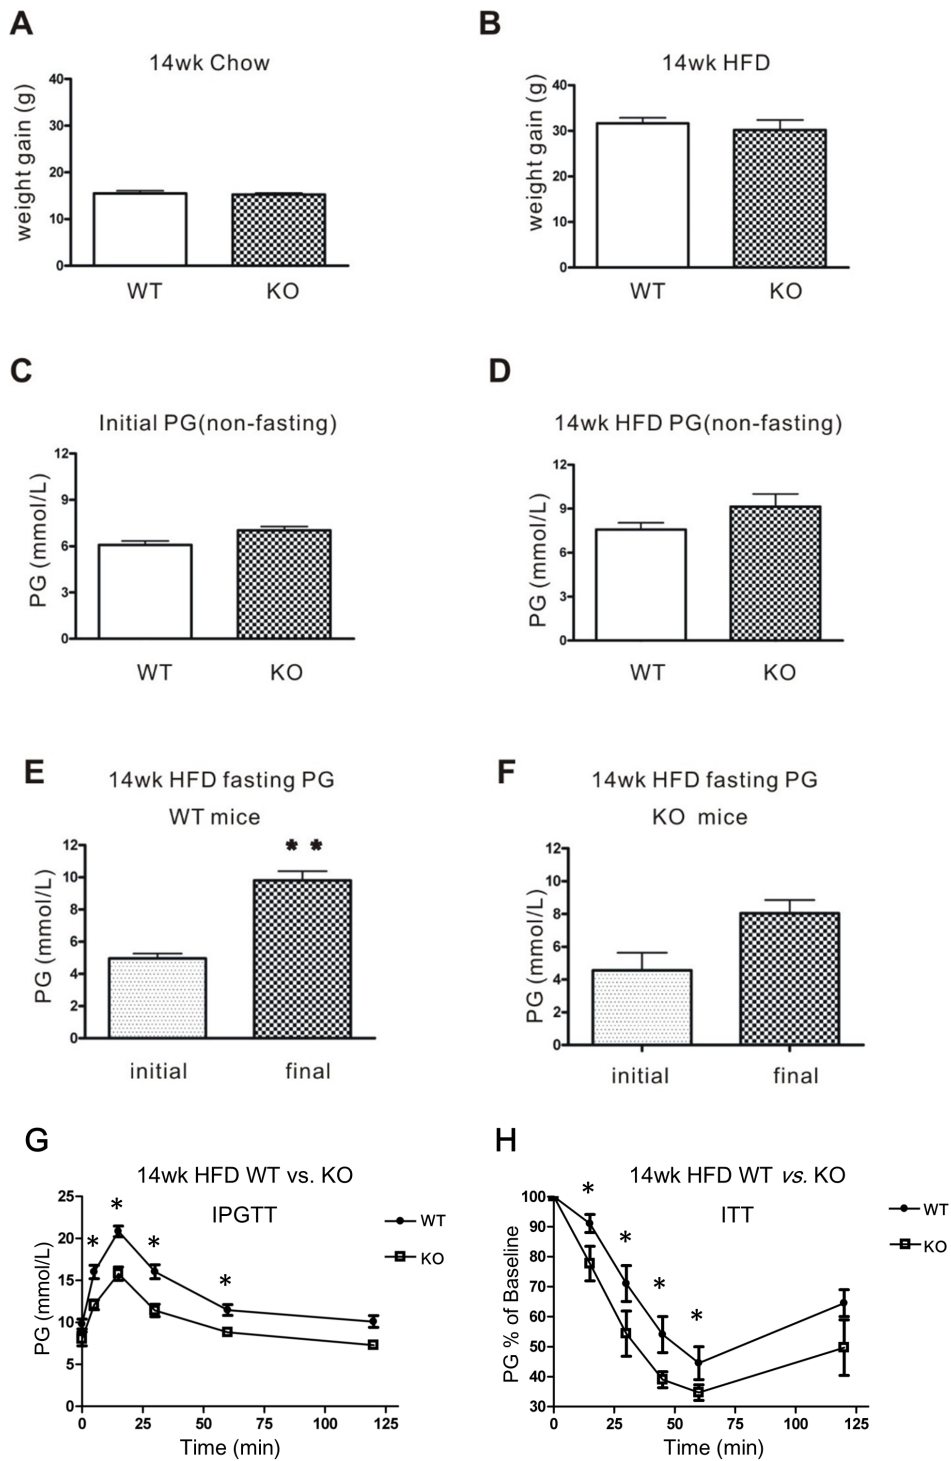 A
14wk Chow
weight gain (g)
40
30
20
10
0
WT
KO
B
14wk HFD
weight gain (g)
40
30
20
10
0
WT
KO
C
Initial PG(non-fasting)
PG (mmol/L)
12
9
6
3
0
WT
KO
D
14wk HFD PG(non-fasting)
PG (mmol/L)
12
9
6
3
0
WT
KO
E
14wk HFD fasting PG
WT mice
PG (mmol/L)
12
10
8
6
4
2
0
* *
initial
final
F
14wk HFD fasting PG
KO mice
PG (mmol/L)
12
10
8
6
4
2
0
initial
final
G
14wk HFD WT vs. KO
IPGTT
PG (mmol/L)
25
20
15
10
5
0
*
*
*
*
WT
KO
0 25 50 75 100 125
Time (min)
H
14wk HFD WT vs. KO
ITT
PG % of Baseline
100
90
80
70
60
50
40
30
*
*
*
*
WT
KO
0 25 50 75 100 125
Time (min)